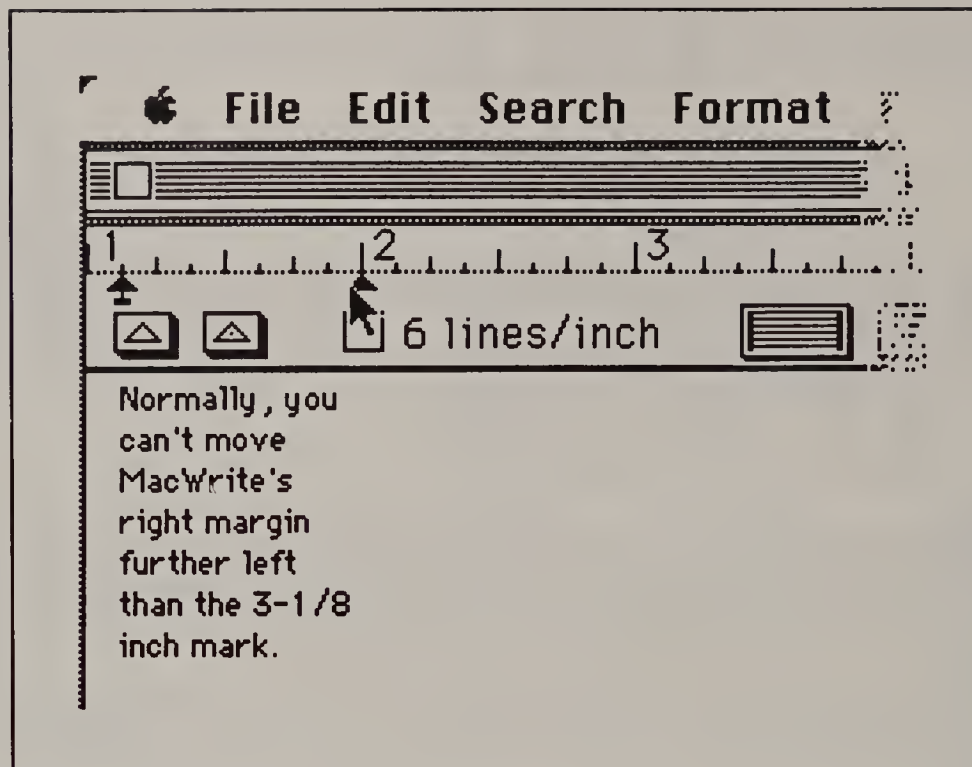 File Edit Search Format
1 2 3
6 lines/inch
Normally, you
can't move
MacWrite's
right margin
further left
than the 3-1/8
inch mark.